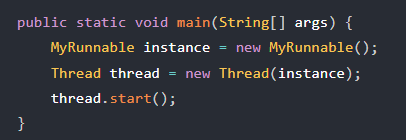 public static void main(String[] args) {
    MyRunnable instance = new MyRunnable();
    Thread thread = new Thread(instance);
    thread.start();
}